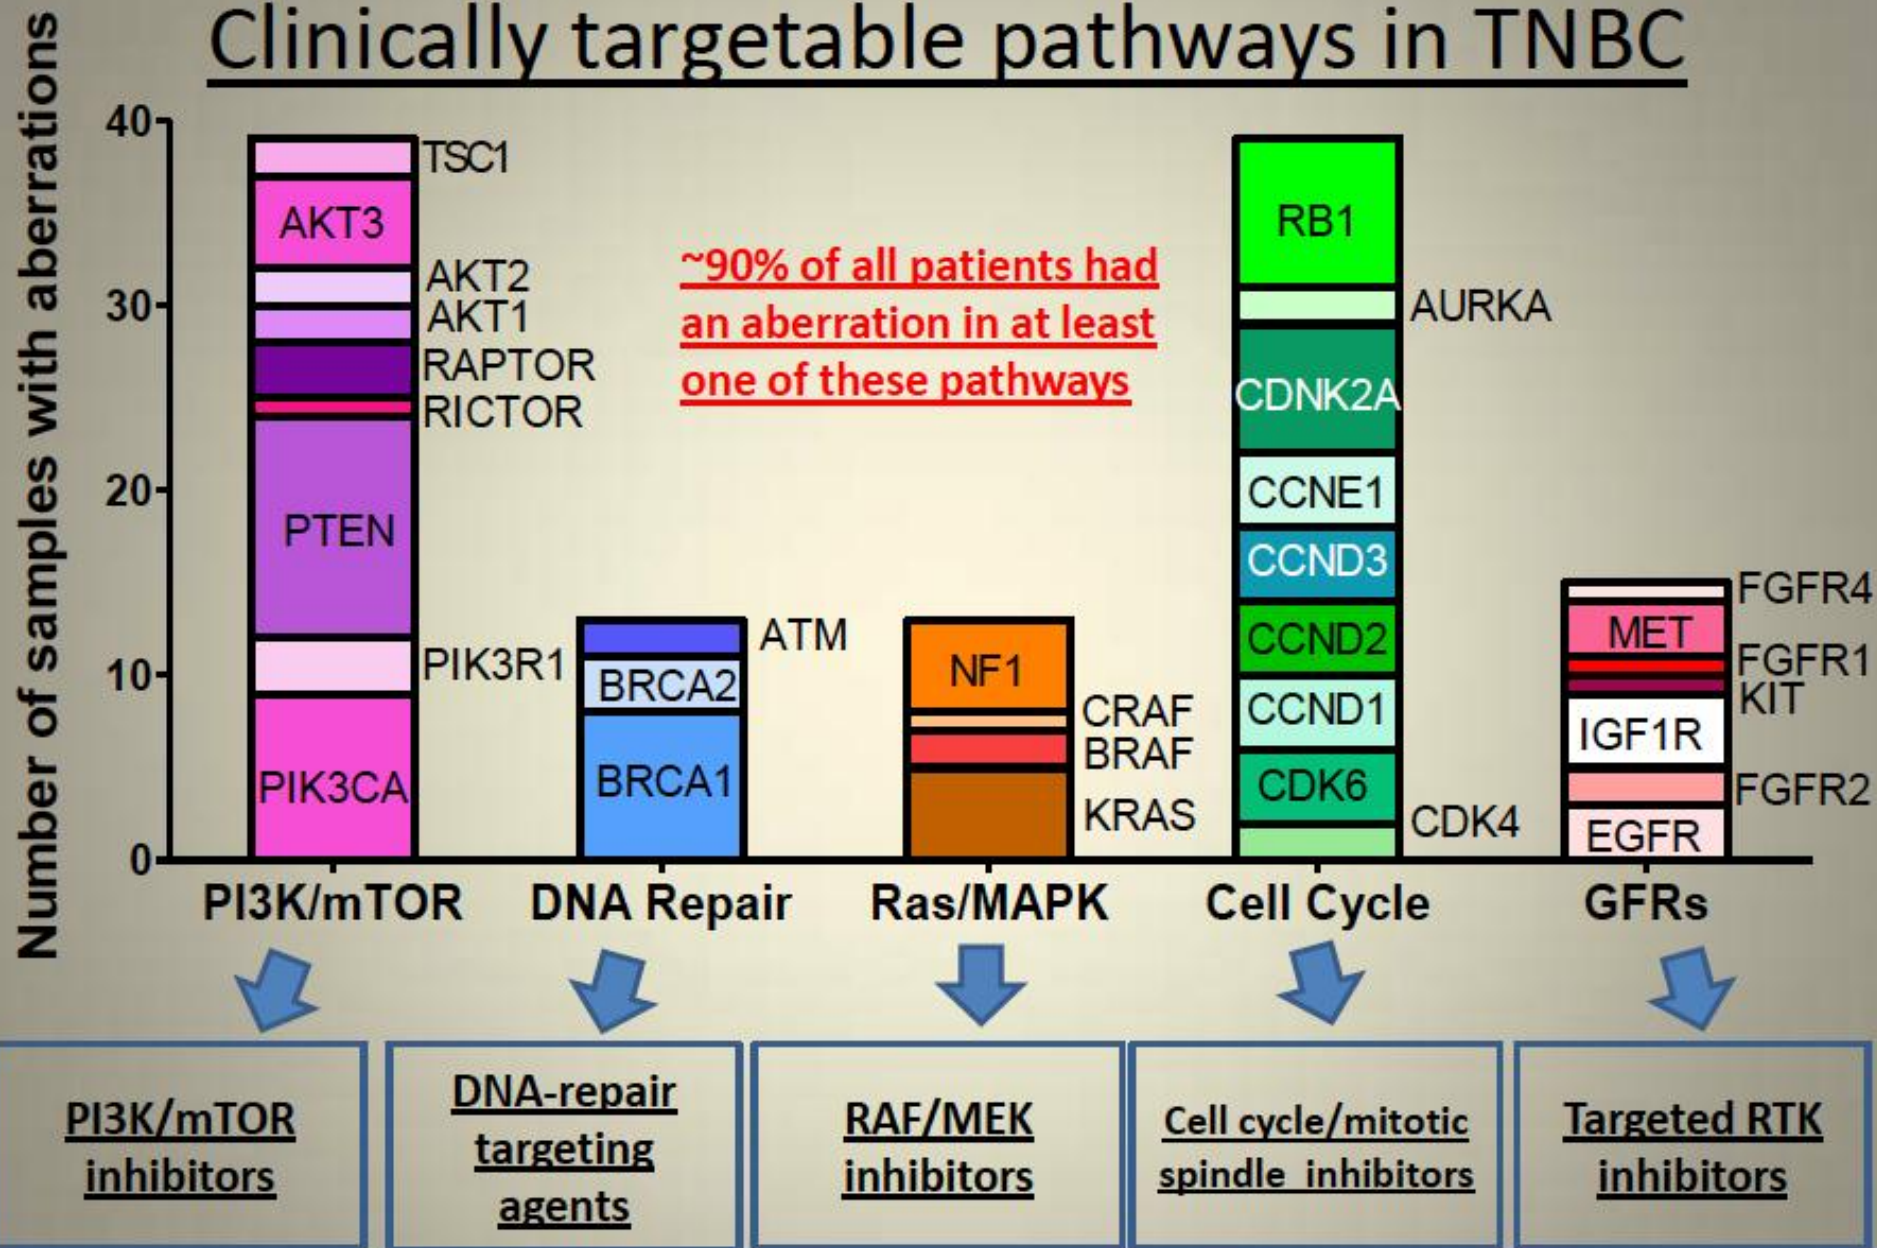 Clinically targetable pathways in TNBC
Number of samples with aberrations
40
30
20
10
0
TSC1
AKT3
AKT2
AKT1
RAPTOR
RICTOR
PTEN
PIK3R1
PIK3CA
ATM
BRCA2
BRCA1
~90% of all patients had
an aberration in at least
one of these pathways
NF1
CRAF
BRAF
KRAS
RB1
AURKA
CDNK2A
CCNE1
CCND3
CCND2
CCND1
CDK6
CDK4
FGFR4
MET
FGFR1
KIT
IGF1R
FGFR2
EGFR
PI3K/mTOR
DNA Repair
Ras/MAPK
Cell Cycle
GFRs
PI3K/mTOR
inhibitors
DNA-repair
targeting
agents
RAF/MEK
inhibitors
Cell cycle/mitotic
spindle inhibitors
Targeted RTK
inhibitors